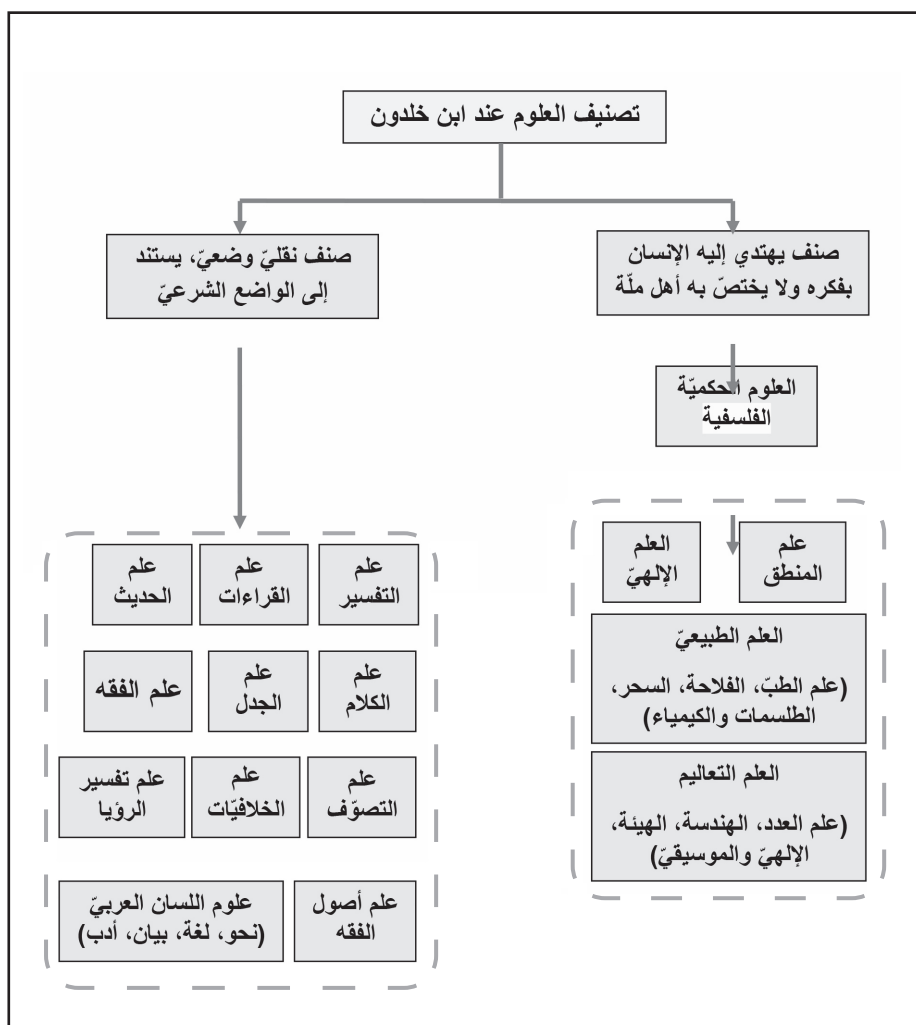 تصنيف العلوم عند ابن خلدون
صنف يهتدي إليه الإنسان
بفكره ولا يختصّ به أهل ملّة
صنف نقليّ وضعيّ، يستند
إلى الواضع الشرعيّ
العلوم الحكميّة
الفلسفية
علم
المنطق
العلم
الإلهيّ
العلم الطبيعيّ
(علم الطبّ، الفلاحة، السحر،
الطلسمات والكيمياء)
العلم التعاليم
(علم العدد، الهندسة، الهيئة،
الإلهيّ والموسيقيّ)
علم
التفسير
علم
القراءات
علم
الحديث
علم
الكلام
علم
الجدل
علم الفقه
علم
التصوّف
علم
الخلافيّات
علم تفسير
الرؤيا
علم أصول
الفقه
علوم اللسان العربيّ
(نحو، لغة، بيان، أدب)